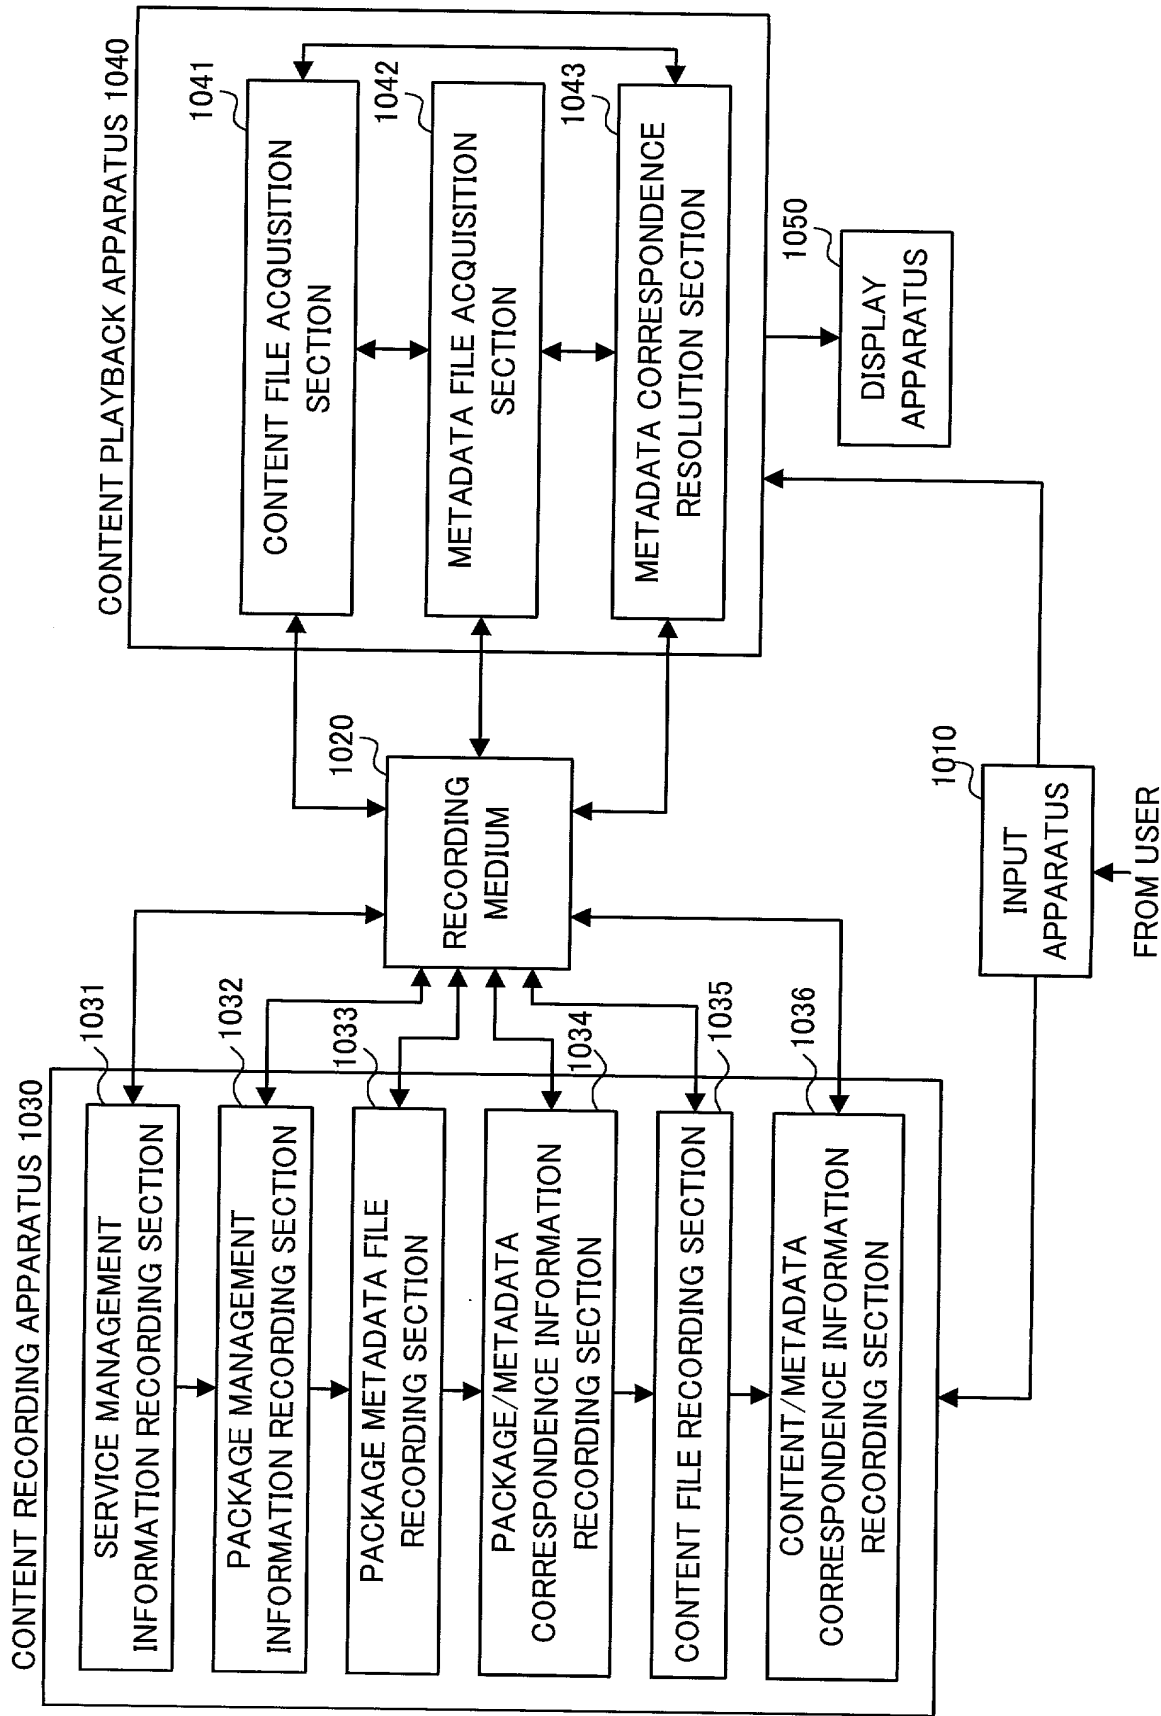 CONTENT RECORDING APPARATUS 1030
1031
SERVICE MANAGEMENT
INFORMATION RECORDING SECTION
1032
PACKAGE MANAGEMENT
INFORMATION RECORDING SECTION
1033
PACKAGE METADATA FILE
RECORDING SECTION
1034
PACKAGE/METADATA
CORRESPONDENCE INFORMATION
RECORDING SECTION
1035
CONTENT FILE RECORDING SECTION
1036
CONTENT/METADATA
CORRESPONDENCE INFORMATION
RECORDING SECTION
1020
RECORDING
MEDIUM
1010
INPUT
APPARATUS
FROM USER
CONTENT PLAYBACK APPARATUS 1040
1041
CONTENT FILE ACQUISITION
SECTION
1042
METADATA FILE ACQUISITION
SECTION
1043
METADATA CORRESPONDENCE
RESOLUTION SECTION
1050
DISPLAY
APPARATUS